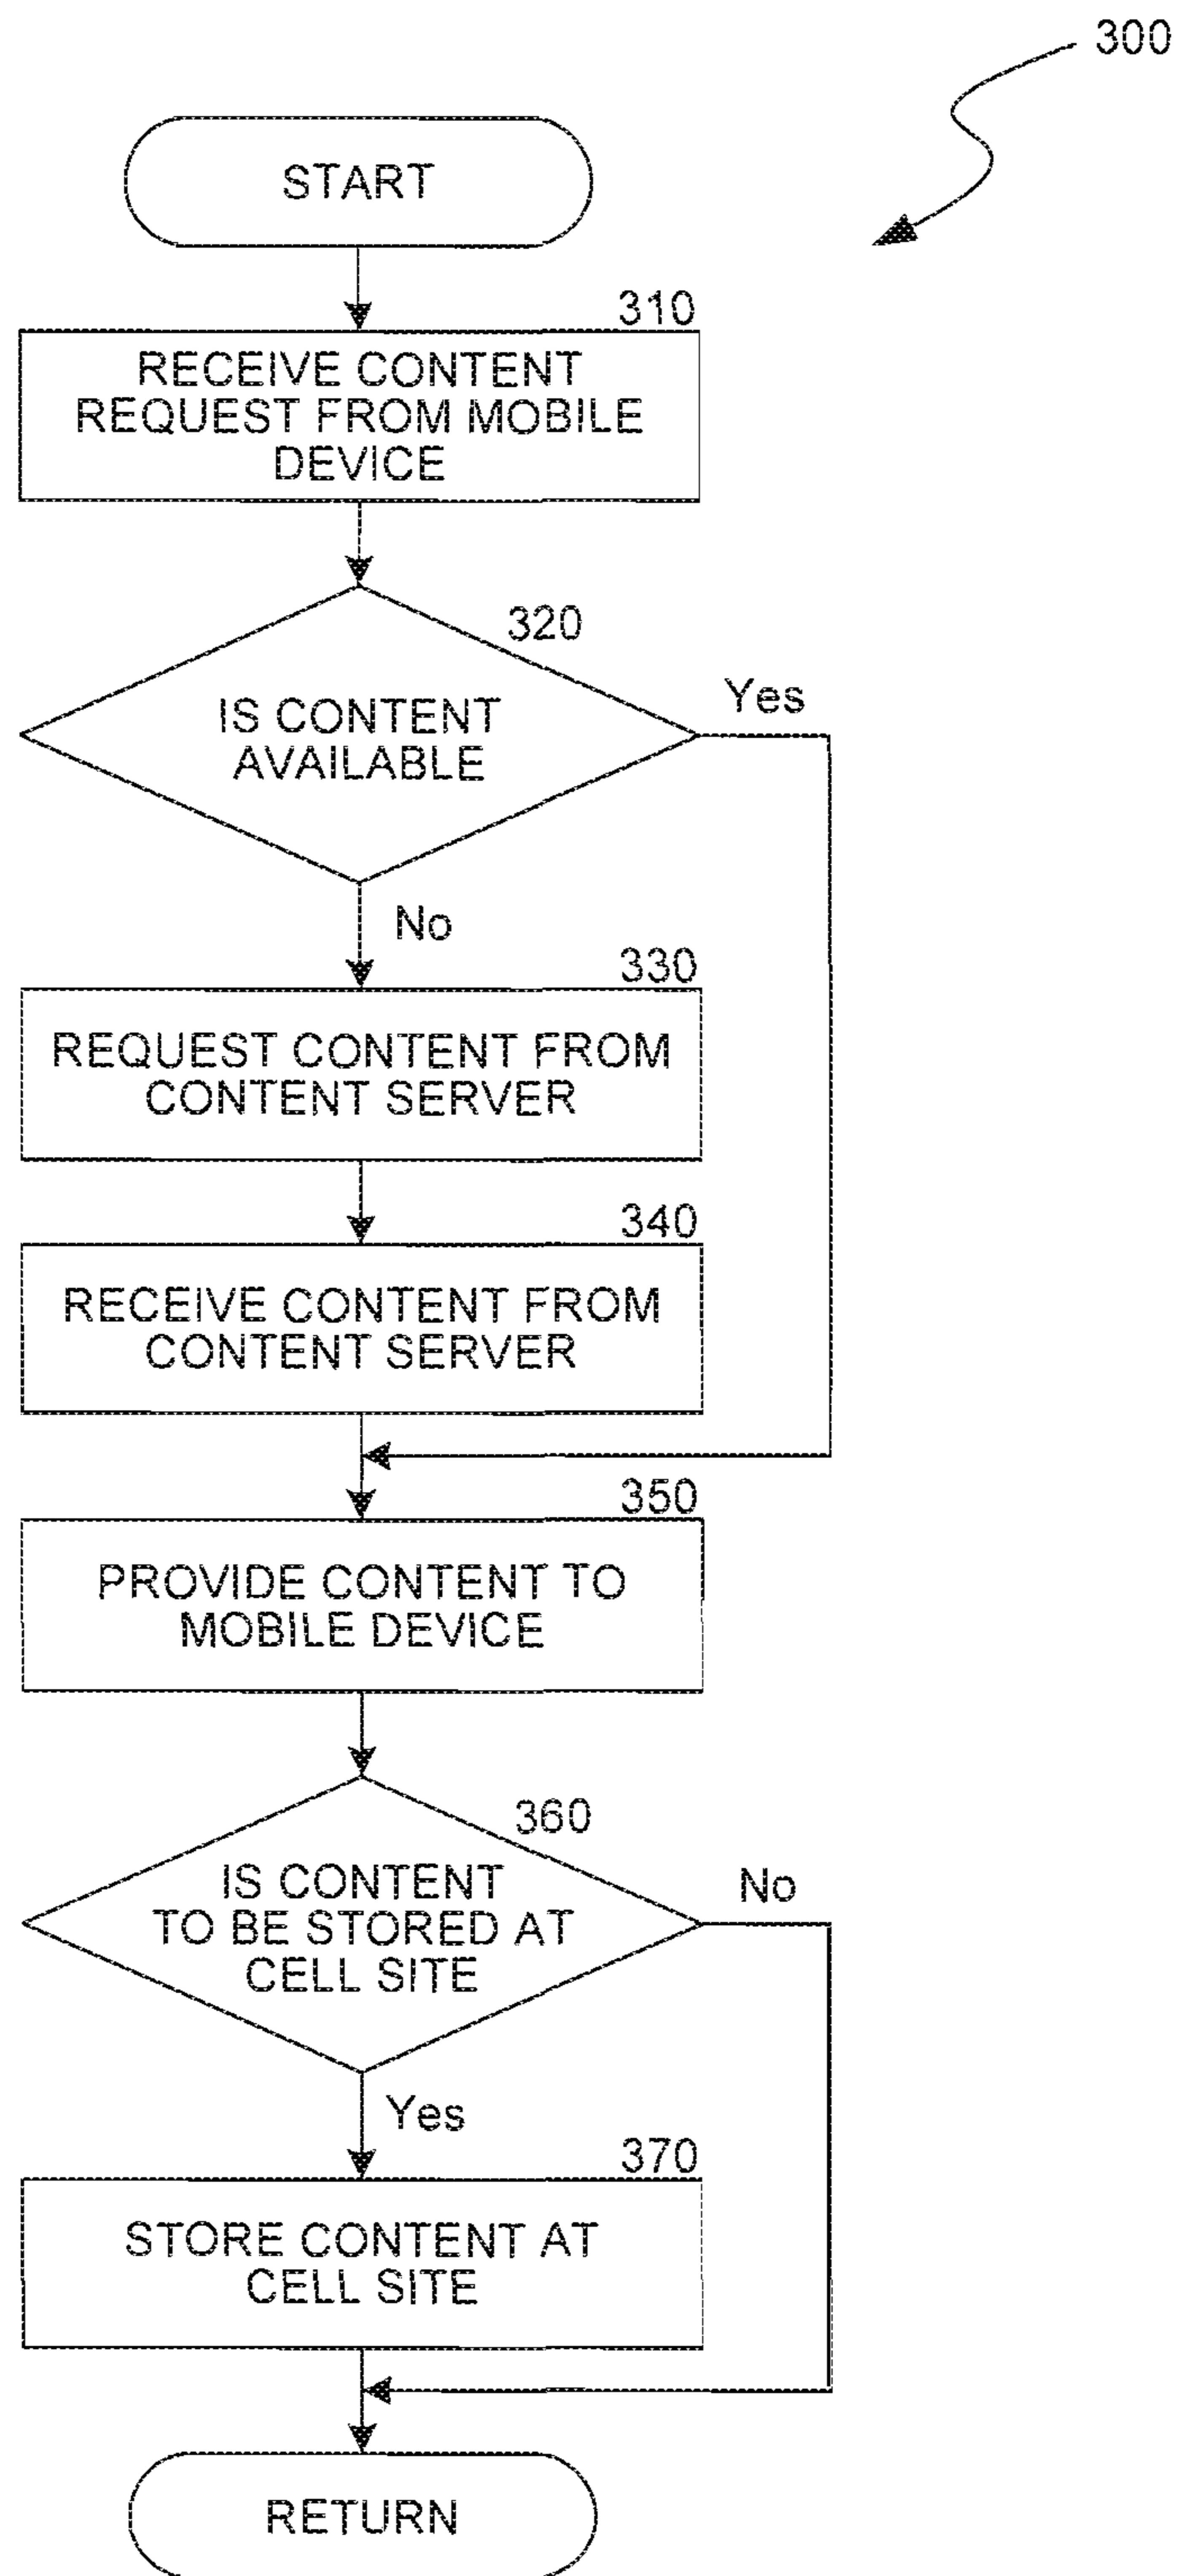 300
START
310
RECEIVE CONTENT
REQUEST FROM MOBILE
DEVICE
320
IS CONTENT
AVAILABLE
Yes
No
330
REQUEST CONTENT FROM
CONTENT SERVER
340
RECEIVE CONTENT FROM
CONTENT SERVER
350
PROVIDE CONTENT TO
MOBILE DEVICE
360
IS CONTENT
TO BE STORED AT
CELL SITE
No
Yes
370
STORE CONTENT AT
CELL SITE
RETURN